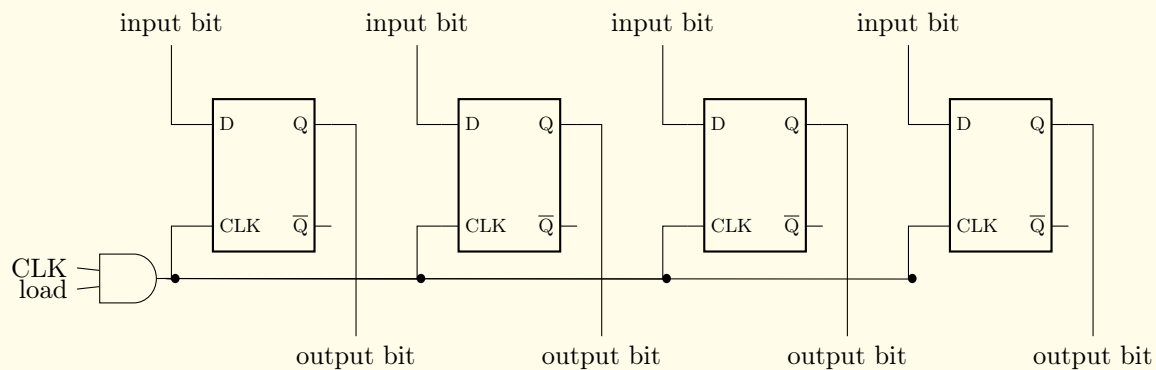 input bit input bit input bit input bit
D Q D Q D Q D Q
CLK Q̅ CLK Q̅ CLK Q̅ CLK Q̅
CLK
load
output bit output bit output bit output bit